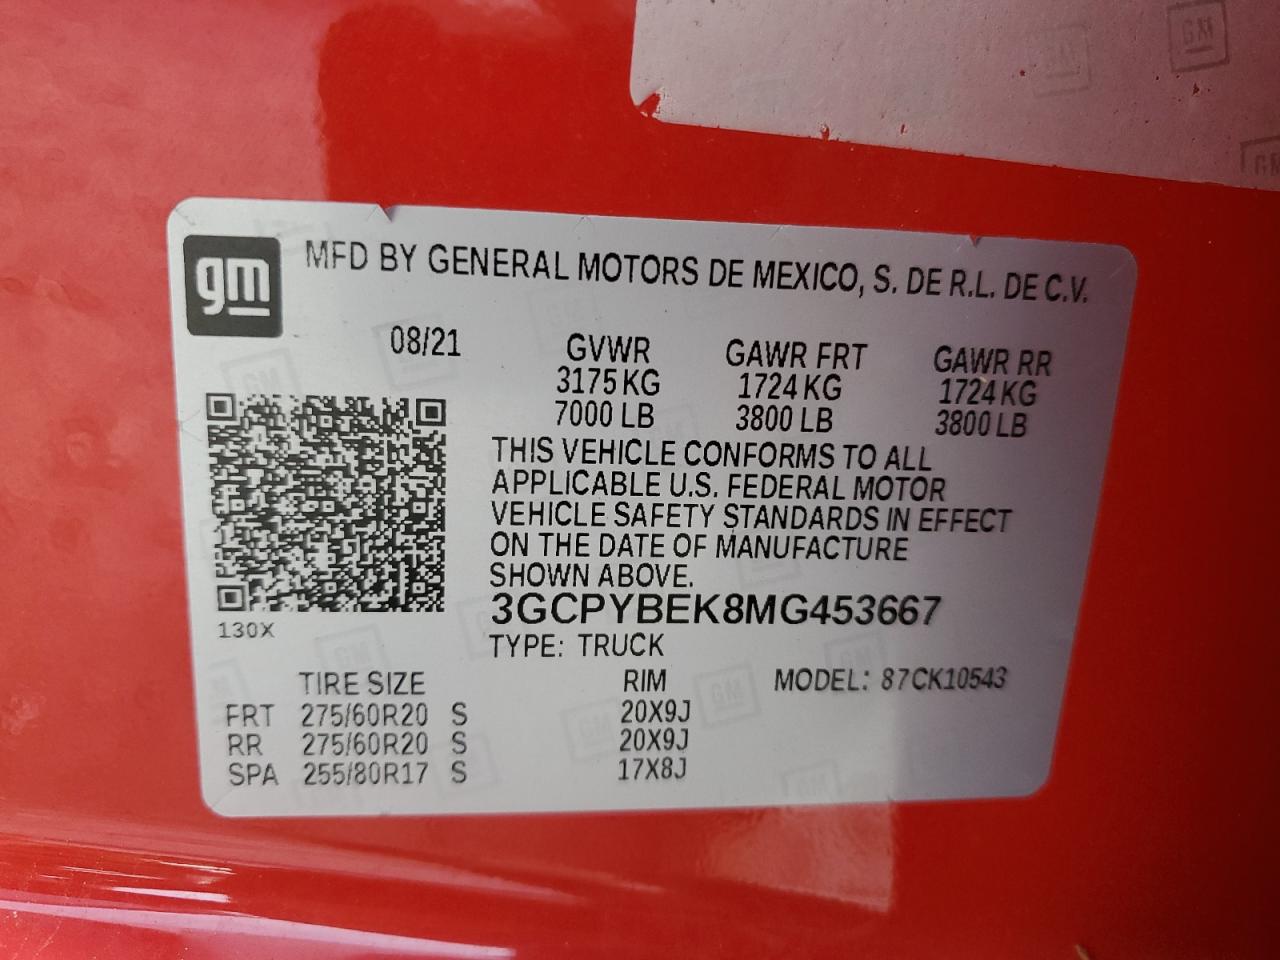 gm
MFD BY GENERAL MOTORS DE MEXICO, S. DE R.L. DE C.V.
08/21 GVWR GAWR FRT GAWR RR
3175 KG 1724 KG 1724 KG
7000 LB 3800 LB 3800 LB
THIS VEHICLE CONFORMS TO ALL
APPLICABLE U.S. FEDERAL MOTOR
VEHICLE SAFETY STANDARDS IN EFFECT
ON THE DATE OF MANUFACTURE
SHOWN ABOVE.
3GCPYBEK8MG453667
130X
TYPE: TRUCK
TIRE SIZE RIM MODEL: 87CK10543
FRT 275/60R20 S 20X9J
RR 275/60R20 S 20X9J
SPA 255/80R17 S 17X8J